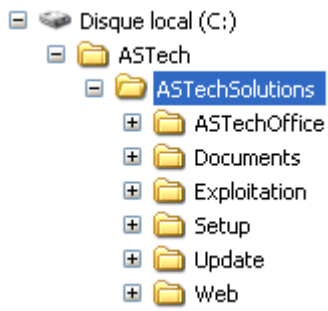 Disque local (C:)
ASTech
ASTechSolutions
ASTechOffice
Documents
Exploitation
Setup
Update
Web